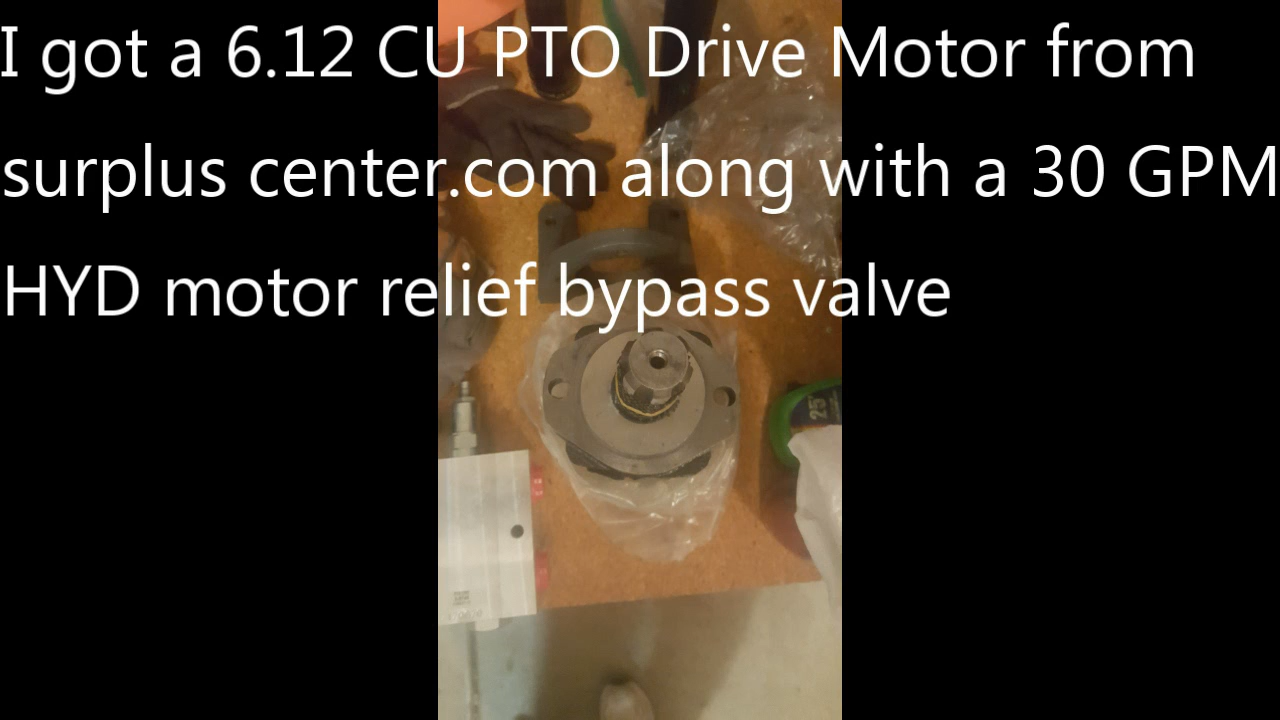 I got a 6.12 CU PTO Drive Motor from
surplus center.com along with a 30 GPM
HYD motor relief bypass valve
25'